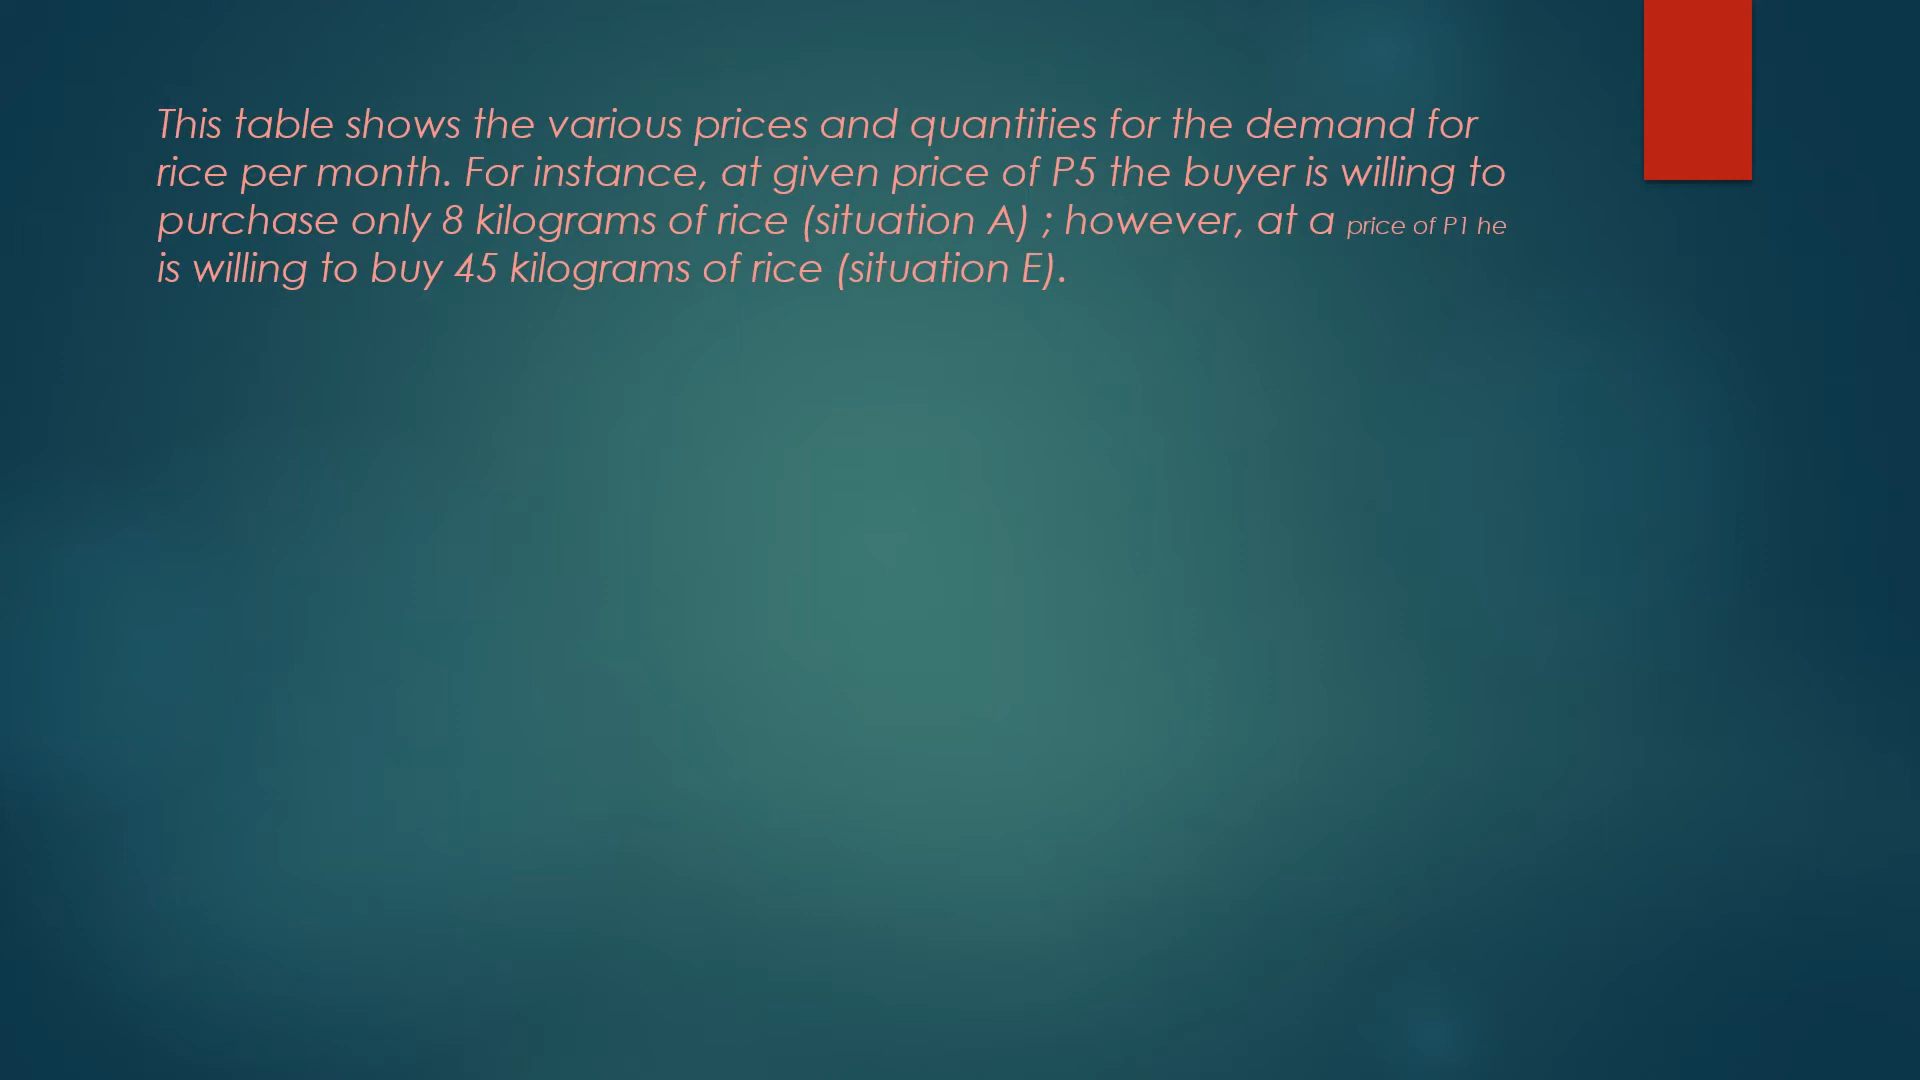 This table shows the various prices and quantities for the demand for
rice per month. For instance, at given price of P5 the buyer is willing to
purchase only 8 kilograms of rice (situation A) ; however, at a price of P1 he
is willing to buy 45 kilograms of rice (situation E).